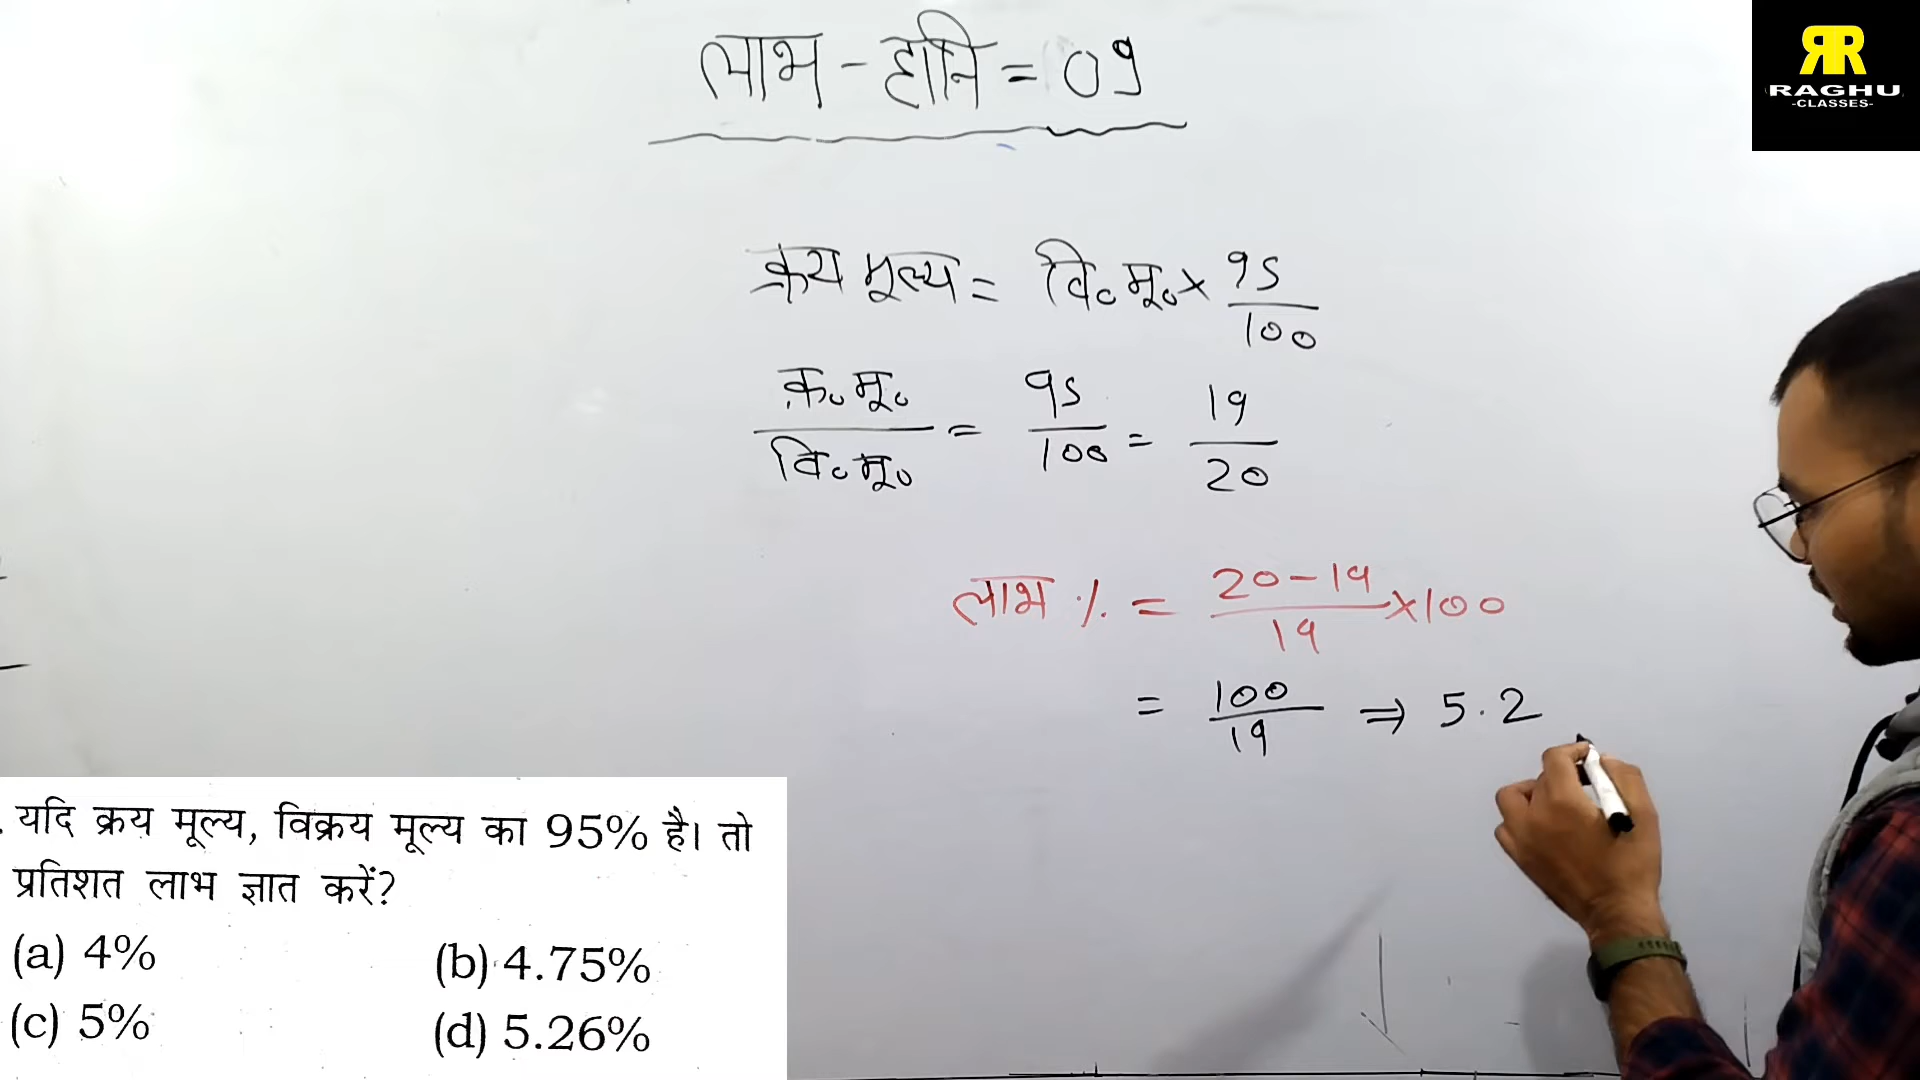 लाभ - हानि = 09
RR
RAGHU
-CLASSES-
क्रय मूल्य = वि० मू० × 95/100
क्र० मू०/वि० मू० = 95/100 = 19/20
लाभ % = 20-19/19 × 100
= 100/19 ⇒ 5.2
. यदि क्रय मूल्य, विक्रय मूल्य का 95% है। तो
प्रतिशत लाभ ज्ञात करें?
(a) 4% (b) 4.75%
(c) 5% (d) 5.26%